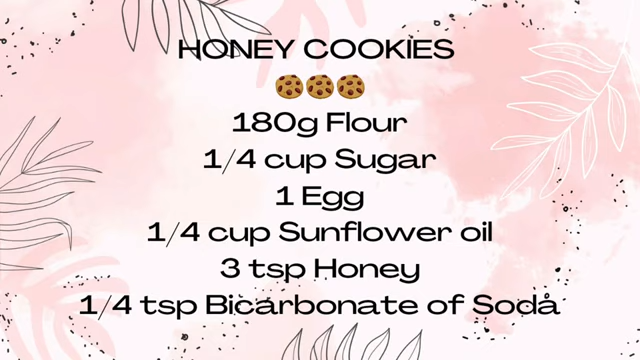 HONEY COOKIES
🍪🍪🍪
180g Flour
1/4 cup Sugar
1 Egg
1/4 cup Sunflower oil
3 tsp Honey
1/4 tsp Bicarbonate of Soda